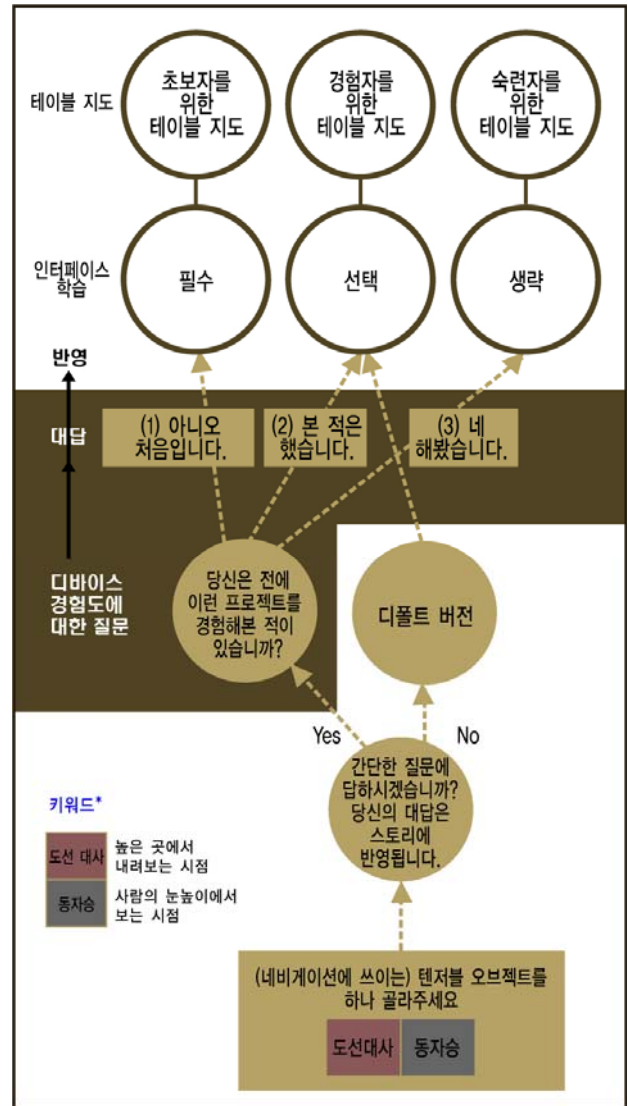 테이블 지도
초보자를
위한
테이블 지도
경험자를
위한
테이블 지도
숙련자를
위한
테이블 지도
인터페이스
학습
필수
선택
생략
반영
대답
(1) 아니오
처음입니다.
(2) 본 적은
했습니다.
(3) 네
해봤습니다.
디바이스
경험도에
대한 질문
당신은 전에
이런 프로젝트를
경험해본 적이
있습니까?
디폴트 버전
Yes
No
간단한 질문에
답하시겠습니까?
당신의 대답은
스토리에
반영됩니다.
키워드*
도선 대사
높은 곳에서
내려보는 시점
동자승
사람의 눈높이에서
보는 시점
(네비게이션에 쓰이는) 텐저블 오브젝트를
하나 골라주세요
도선대사
동자승